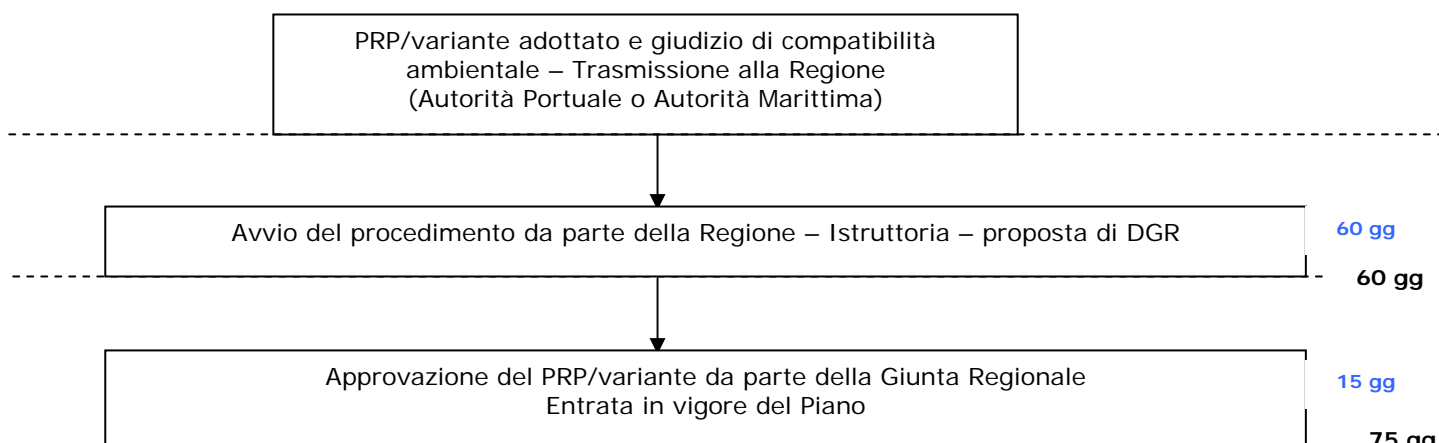 PRP/variante adottato e giudizio di compatibilità
ambientale – Trasmissione alla Regione
(Autorità Portuale o Autorità Marittima)
Avvio del procedimento da parte della Regione – Istruttoria – proposta di DGR
60 gg
60 gg
Approvazione del PRP/variante da parte della Giunta Regionale
Entrata in vigore del Piano
15 gg
75 gg